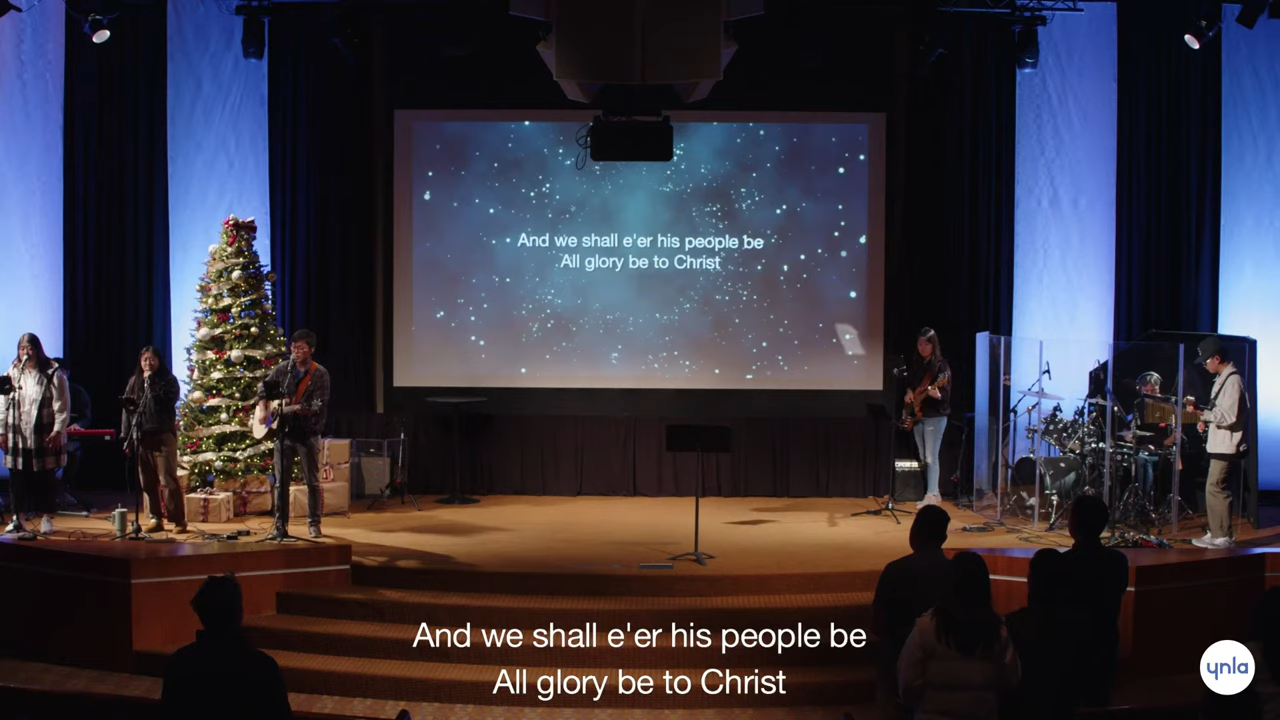 And we shall e'er his people be
All glory be to Christ
And we shall e'er his people be
All glory be to Christ
ynla